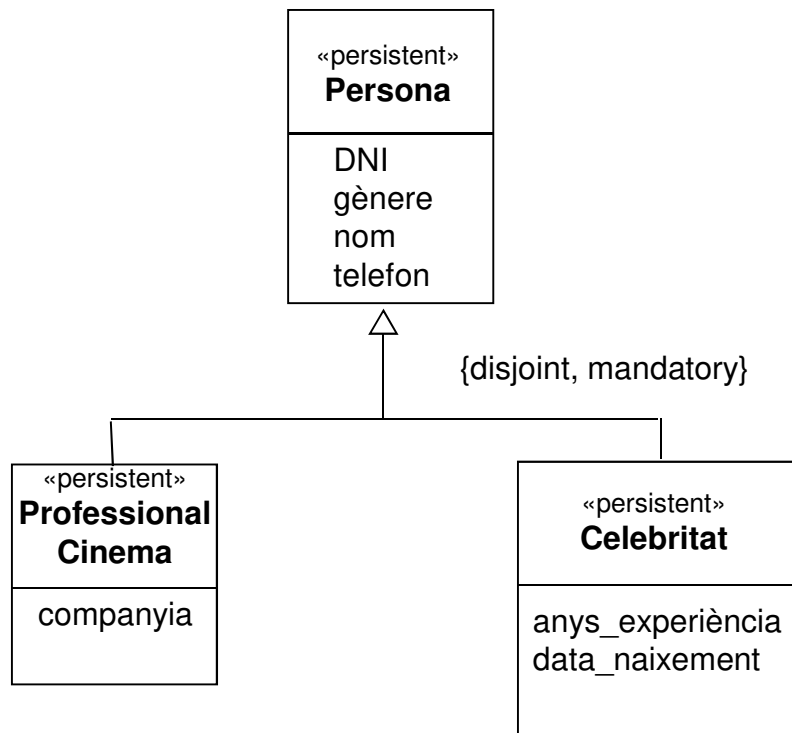 «persistent»
Persona
DNI
gènere
nom
telefon
{disjoint, mandatory}
«persistent»
Professional
Cinema
companyia
«persistent»
Celebritat
anys_experiència
data_naixement